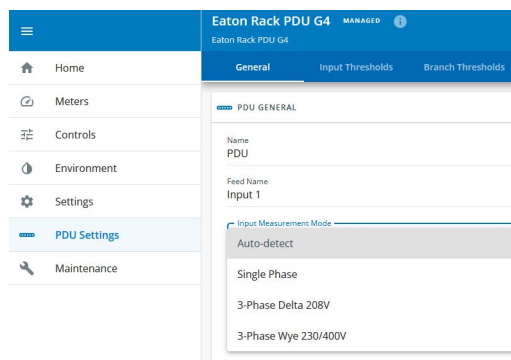 Eaton Rack PDU G4 MANAGED
Eaton Rack PDU G4
Home
Meters
Controls
Environment
Settings
PDU Settings
Maintenance
General Input Thresholds Branch Thresholds
PDU GENERAL
Name
PDU
Feed Name
Input 1
Input Measurement Mode
Auto-detect
Single Phase
3-Phase Delta 208V
3-Phase Wye 230/400V